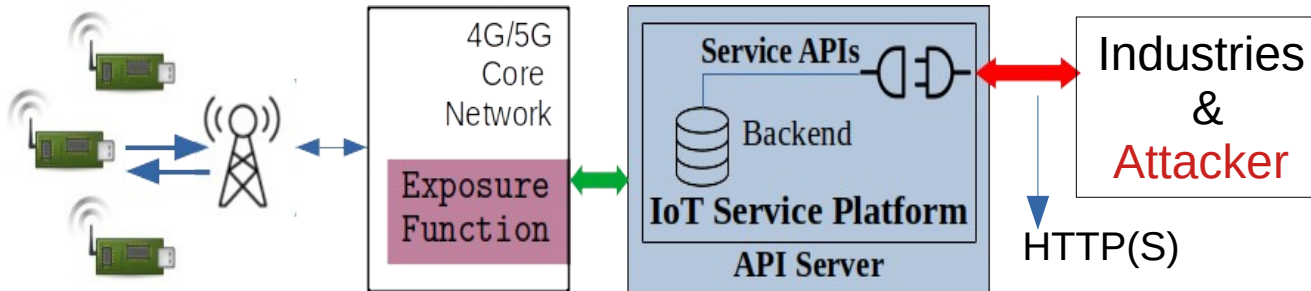 4G/5G
Core
Network
Exposure
Function
Service APIs
Backend
IoT Service Platform
API Server
Industries
&
Attacker
HTTP(S)